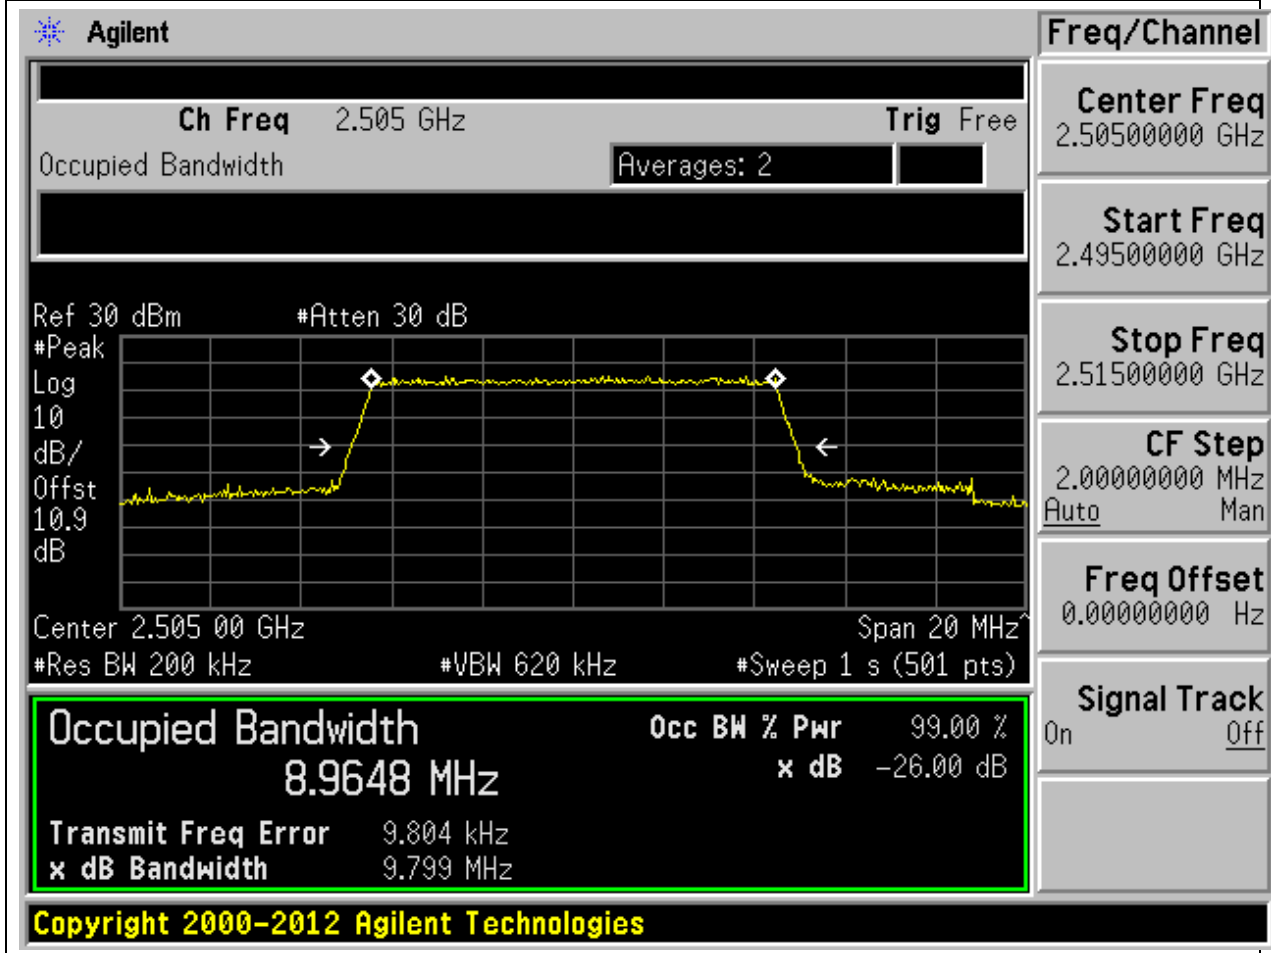 Agilent
Freq/Channel
Ch Freq 2.505 GHz Trig Free
Occupied Bandwidth Averages: 2
Ref 30 dBm #Atten 30 dB
#Peak
Log
10
dB/
Offst
10.9
dB
Center 2.505 00 GHz Span 20 MHz^
#Res BW 200 kHz #VBW 620 kHz #Sweep 1 s (501 pts)
Occupied Bandwidth
8.9648 MHz
Occ BW % Pwr 99.00 %
x dB -26.00 dB
Transmit Freq Error 9.804 kHz
x dB Bandwidth 9.799 MHz
Center Freq
2.50500000 GHz
Start Freq
2.49500000 GHz
Stop Freq
2.51500000 GHz
CF Step
2.00000000 MHz
Auto Man
Freq Offset
0.00000000 Hz
Signal Track
On Off
Copyright 2000-2012 Agilent Technologies